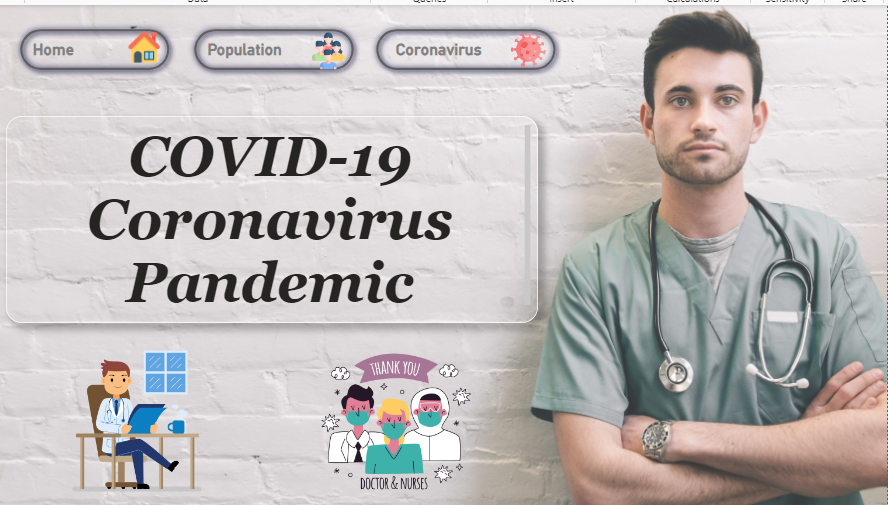 Data Queries Insert Calculations Sensitivity Share
Home
Population
Coronavirus
COVID-19
Coronavirus
Pandemic
THANK YOU
DOCTOR & NURSES